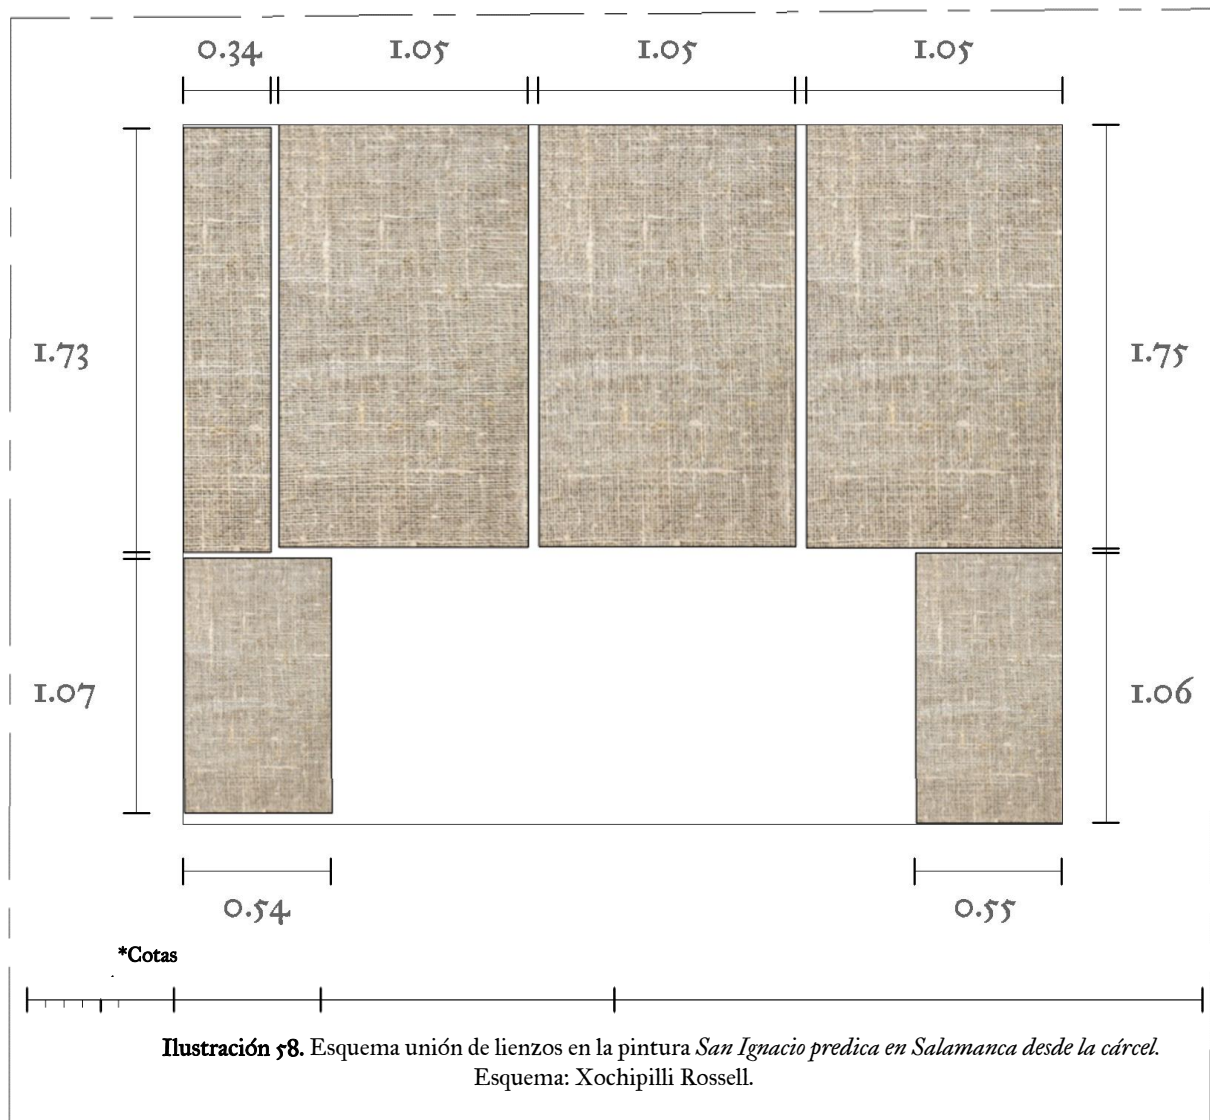 0.34 1.05 1.05 1.05
1.73 1.75
1.07 1.06
0.54 0.55
*Cotas
Ilustración 58. Esquema unión de lienzos en la pintura San Ignacio predica en Salamanca desde la cárcel.
Esquema: Xochipilli Rossell.